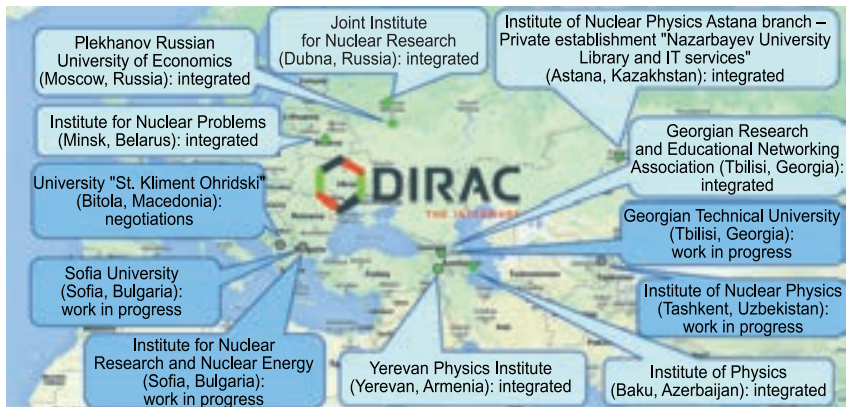 Plekhanov Russian
University of Economics
(Moscow, Russia): integrated
Joint Institute
for Nuclear Research
(Dubna, Russia): integrated
Institute of Nuclear Physics Astana branch –
Private establishment "Nazarbayev University
Library and IT services"
(Astana, Kazakhstan): integrated
Institute for Nuclear Problems
(Minsk, Belarus): integrated
Georgian Research
and Educational Networking
Association (Tbilisi, Georgia):
integrated
University "St. Kliment Ohridski"
(Bitola, Macedonia):
negotiations
DIRAC
THE INTERWARE
Georgian Technical University
(Tbilisi, Georgia):
work in progress
Sofia University
(Sofia, Bulgaria):
work in progress
Turkey
Institute of Nuclear Physics
(Tashkent, Uzbekistan):
work in progress
Institute for Nuclear
Research and Nuclear Energy
(Sofia, Bulgaria):
work in progress
Yerevan Physics Institute
(Yerevan, Armenia): integrated
Institute of Physics
(Baku, Azerbaijan): integrated